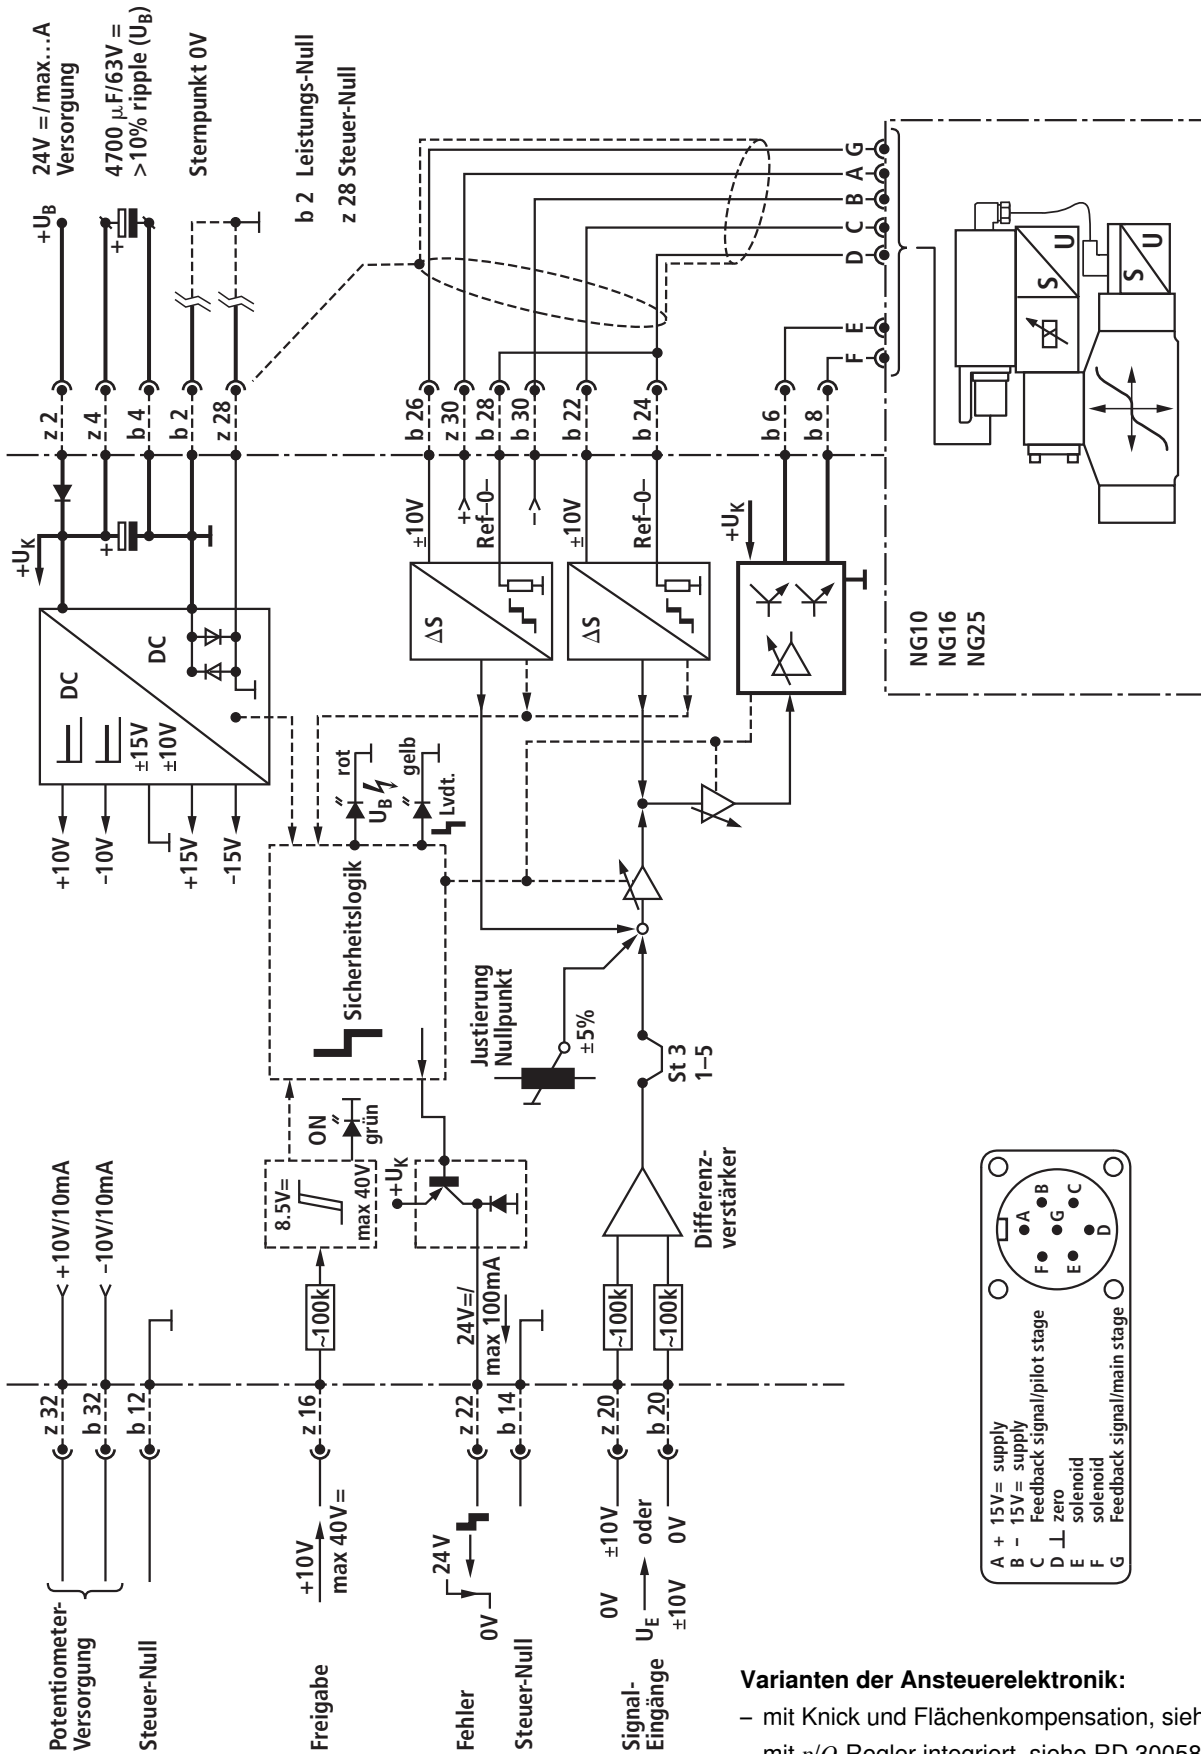 24V =/max...A
Versorgung
4700 μF/63V =
>10% ripple (UB)
Sternpunkt 0V
b 2 Leistungs-Null
z 28 Steuer-Null
+UB
+
z 2
z 4
b 4
b 2
z 28
b 26
z 30
b 28
b 30
b 22
b 24
b 6
b 8
G
A
B
C
D
E
F
+UK
+
DC
DC
±15V
±10V
+10V
-10V
+15V
-15V
±10V
+
Ref–0–
–
±10V
Ref–0–
+UK
ΔS
ΔS
S
U
S
U
NG10
NG16
NG25
rot
UB
gelb
Lvdt.
Sicherheitslogik
Justierung
Nullpunkt
±5%
St 3
1–5
ON
grün
8.5V=
max 40V
+UK
24V=/
max 100mA
Differenz-
verstärker
+10V/10mA
-10V/10mA
~100k
~100k
~100k
z 32
b 32
b 12
z 16
z 22
b 14
z 20
b 20
+10V
max 40V=
24V
0V
0V
±10V
UE
oder
±10V
0V
Potentiometer-
Versorgung
Steuer-Null
Freigabe
Fehler
Steuer-Null
Signal-
Eingänge
A + 15V= supply
B - 15V= supply
C Feedback signal/pilot stage
D ⊥ zero
E solenoid
F solenoid
G Feedback signal/main stage
F
A
B
G
E
D
C
Varianten der Ansteuerelektronik:
– mit Knick und Flächenkompensation, sieh
mit p/Q-Regler integriert, siehe RD 30058